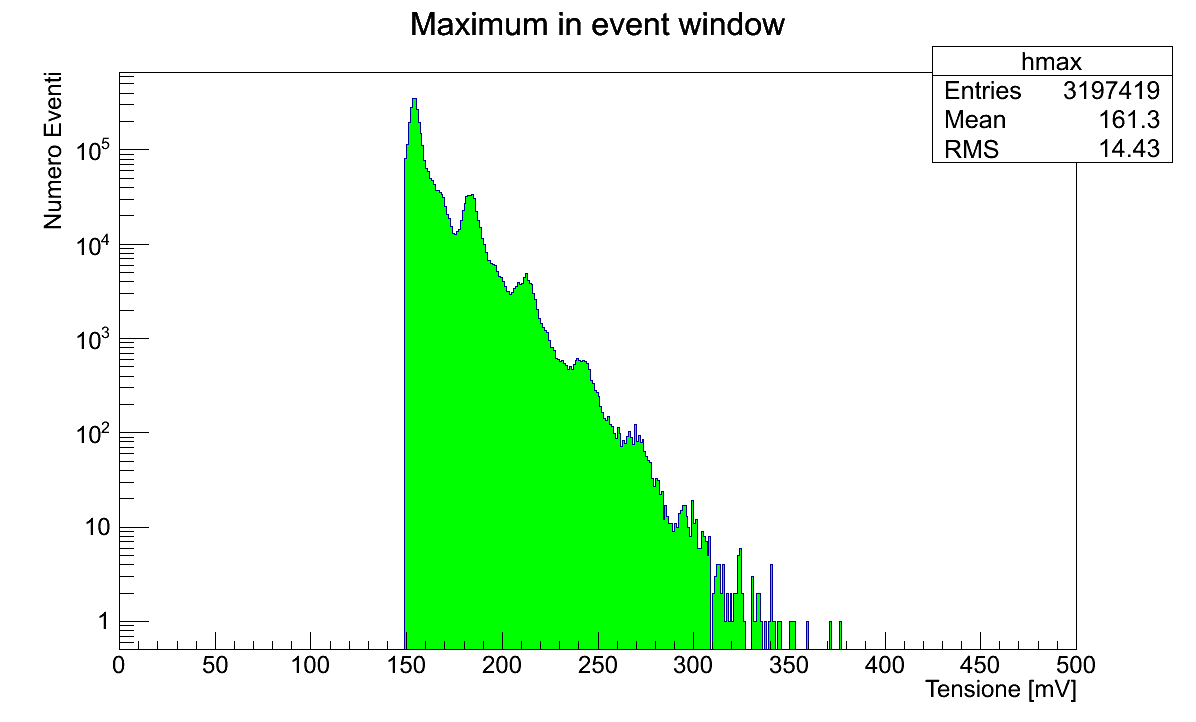 Maximum in event window
hmax
Entries 3197419
Mean 161.3
RMS 14.43
Numero Eventi
10^5
10^4
10^3
10^2
10
1
0 50 100 150 200 250 300 350 400 450 500
Tensione [mV]